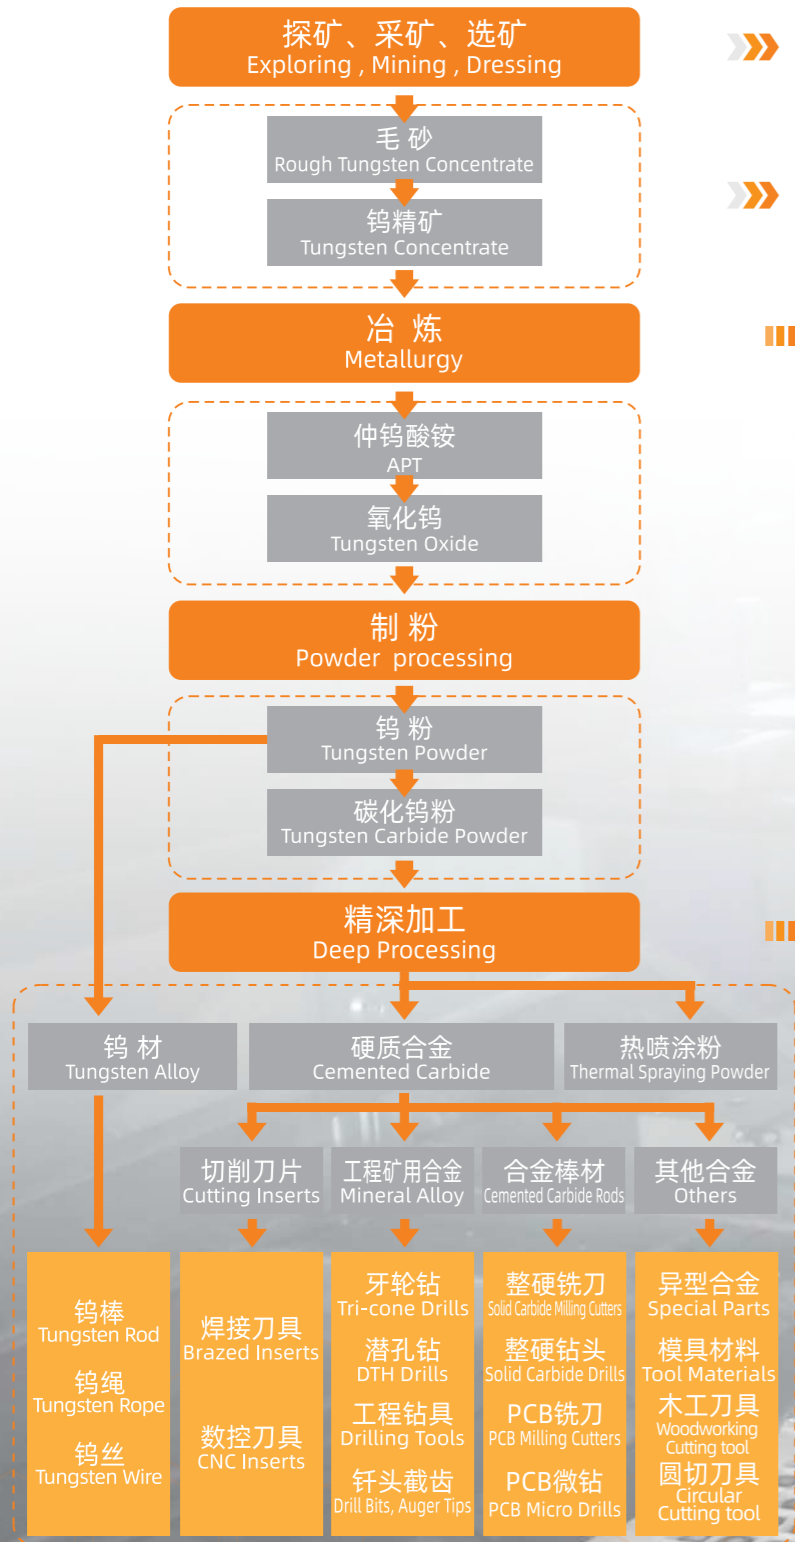 探矿、采矿、选矿
Exploring , Mining , Dressing
毛 砂
Rough Tungsten Concentrate
钨精矿
Tungsten Concentrate
冶 炼
Metallurgy
仲钨酸铵
APT
氧化钨
Tungsten Oxide
制 粉
Powder processing
钨 粉
Tungsten Powder
碳化钨粉
Tungsten Carbide Powder
精深加工
Deep Processing
钨 材
Tungsten Alloy
硬质合金
Cemented Carbide
热喷涂粉
Thermal Spraying Powder
切削刀片
Cutting Inserts
工程矿用合金
Mineral Alloy
合金棒材
Cemented Carbide Rods
其他合金
Others
钨棒
Tungsten Rod
钨绳
Tungsten Rope
钨丝
Tungsten Wire
焊接刀具
Brazed Inserts
数控刀具
CNC Inserts
牙轮钻
Tri-cone Drills
潜孔钻
DTH Drills
工程钻具
Drilling Tools
钎头截齿
Drill Bits, Auger Tips
整硬铣刀
Solid Carbide Milling Cutters
整硬钻头
Solid Carbide Drills
PCB铣刀
PCB Milling Cutters
PCB微钻
PCB Micro Drills
异型合金
Special Parts
模具材料
Tool Materials
木工刀具
Woodworking
Cutting tool
圆切刀具
Circular
Cutting tool